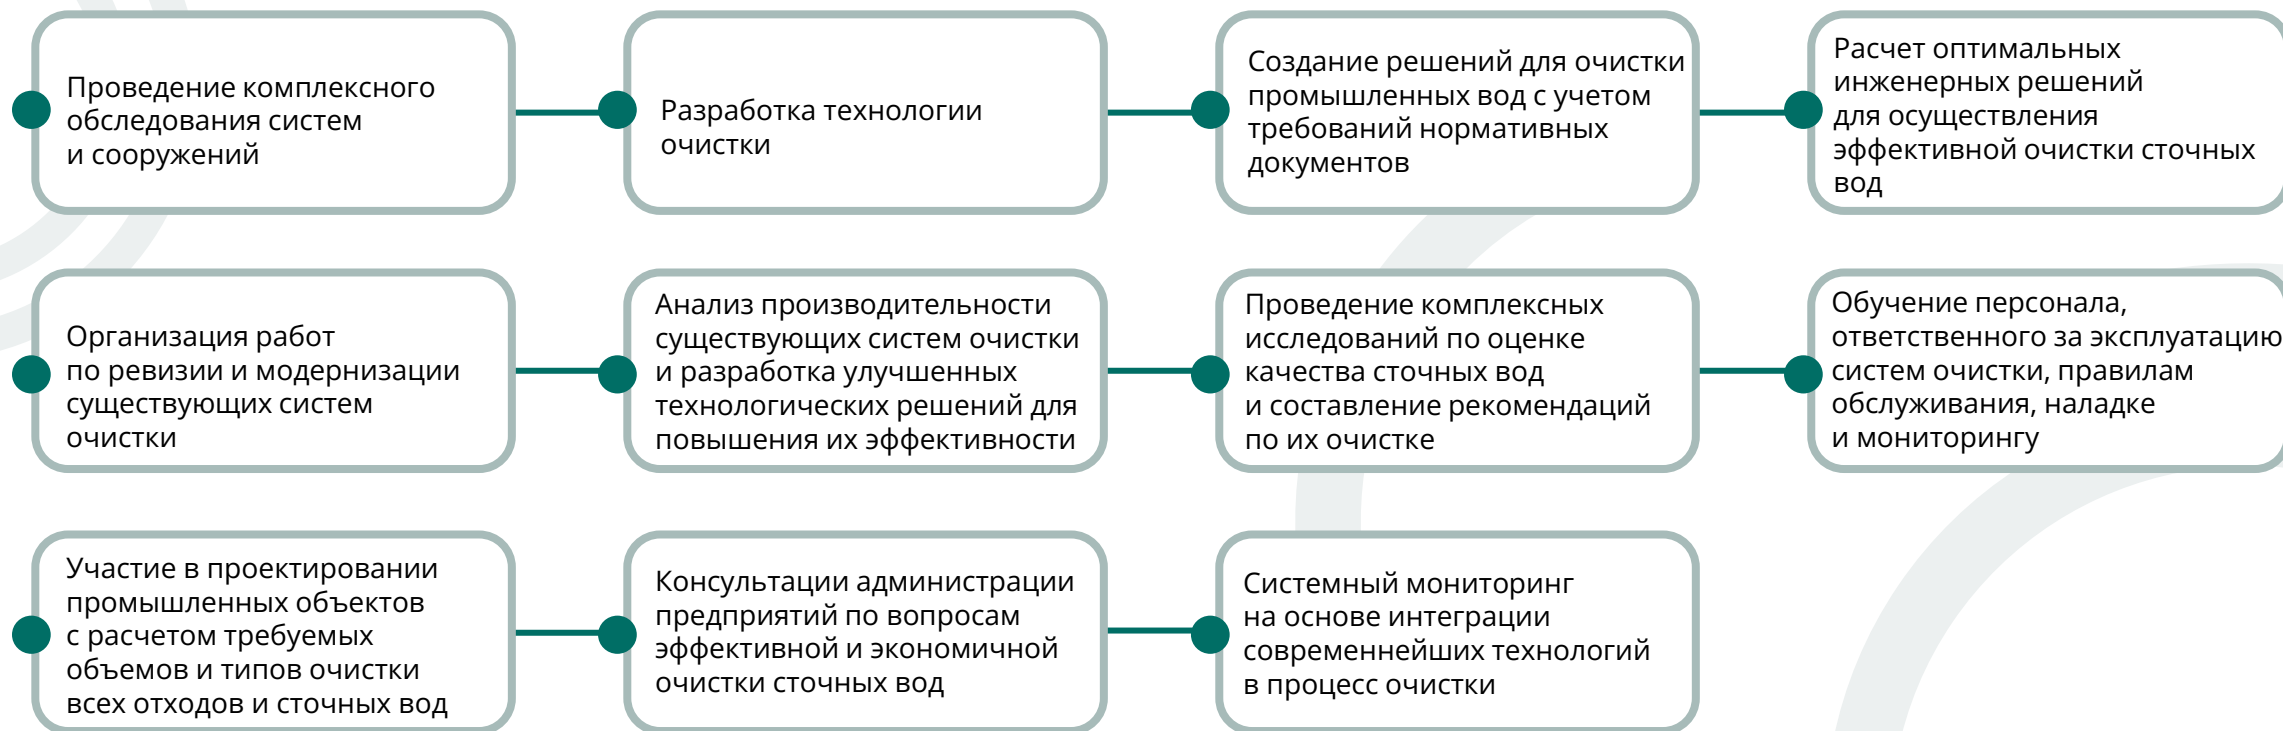 Проведение комплексного
обследования систем
и сооружений
Разработка технологии
очистки
Создание решений для очистки
промышленных вод с учетом
требований нормативных
документов
Расчет оптимальных
инженерных решений
для осуществления
эффективной очистки сточных
вод
Организация работ
по ревизии и модернизации
существующих систем
очистки
Анализ производительности
существующих систем очистки
и разработка улучшенных
технологических решений для
повышения их эффективности
Проведение комплексных
исследований по оценке
качества сточных вод
и составление рекомендаций
по их очистке
Обучение персонала,
ответственного за эксплуатацию
систем очистки, правилам
обслуживания, наладке
и мониторингу
Участие в проектировании
промышленных объектов
с расчетом требуемых
объемов и типов очистки
всех отходов и сточных вод
Консультации администрации
предприятий по вопросам
эффективной и экономичной
очистки сточных вод
Системный мониторинг
на основе интеграции
современнейших технологий
в процесс очистки